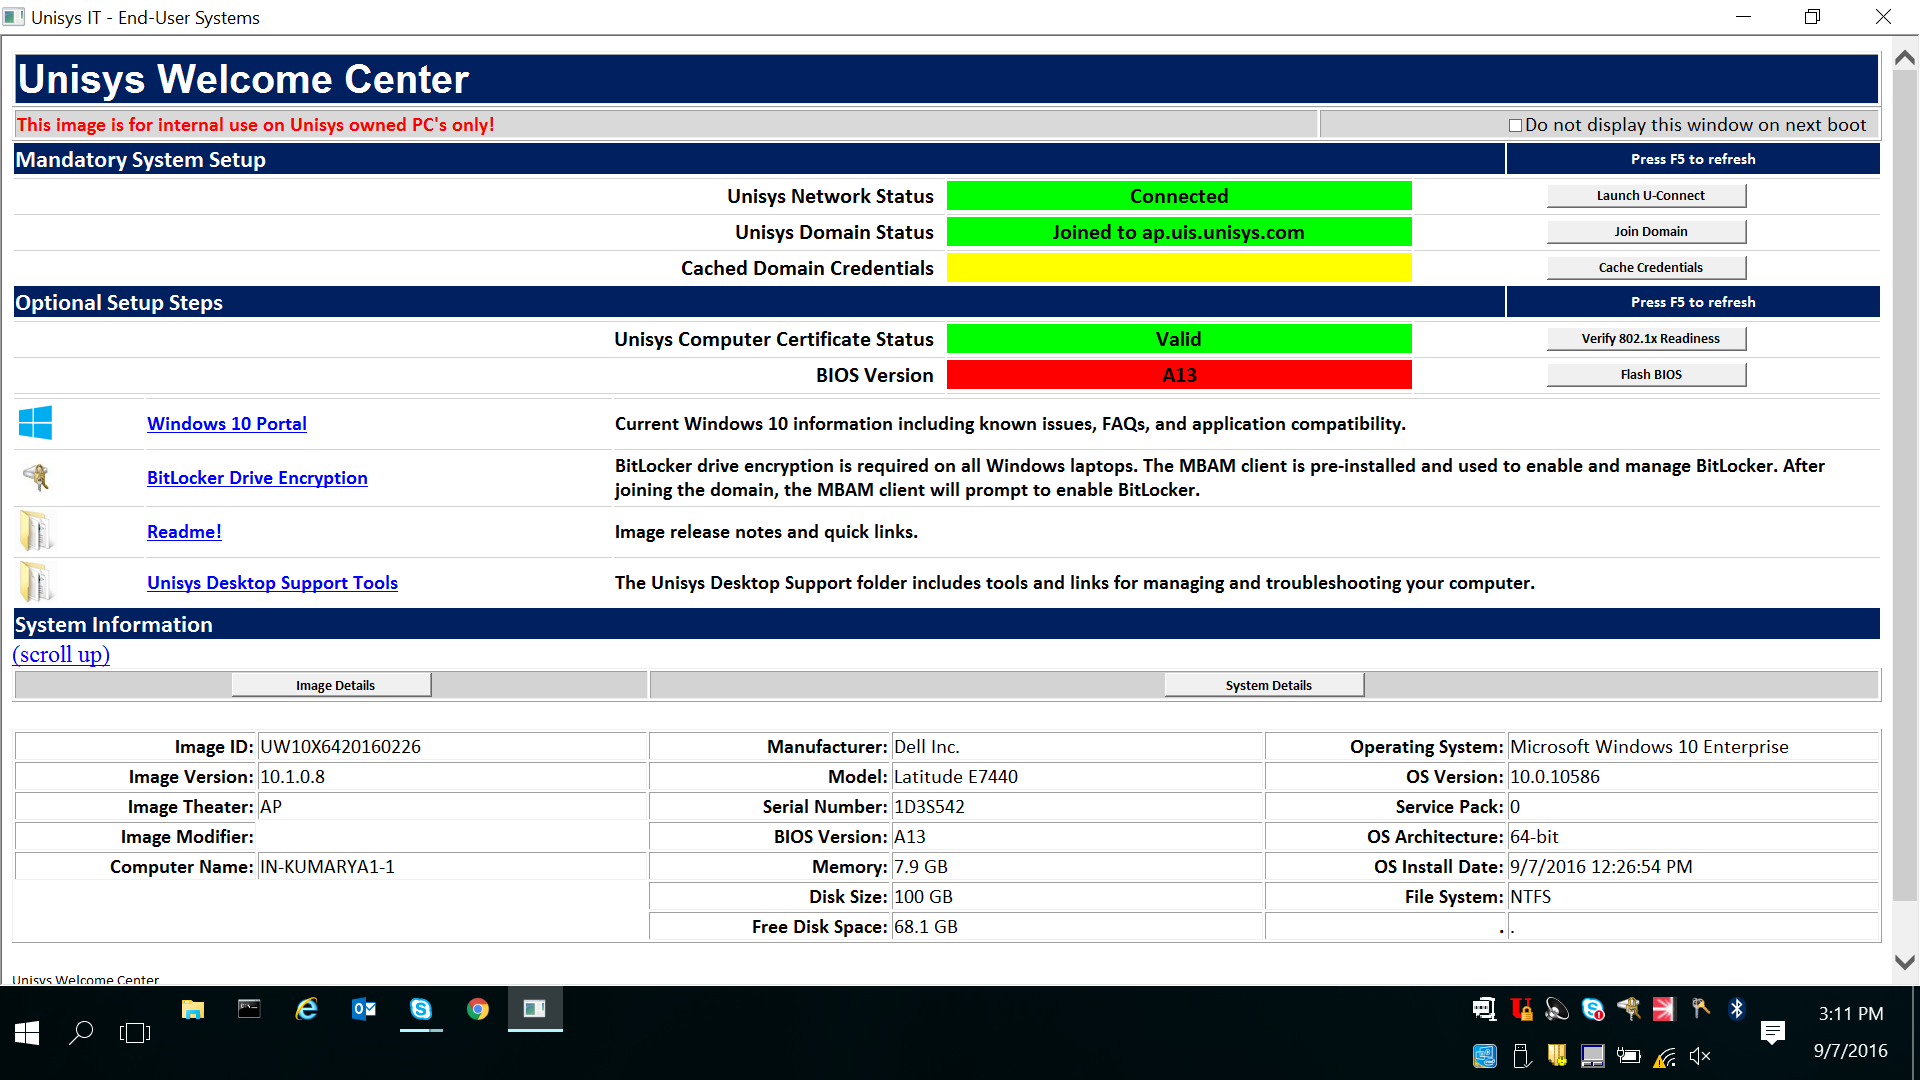 Unisys IT - End-User Systems
Unisys Welcome Center
This image is for internal use on Unisys owned PC's only!
Do not display this window on next boot
Mandatory System Setup
Press F5 to refresh
Unisys Network Status
Connected
Launch U-Connect
Unisys Domain Status
Joined to ap.uis.unisys.com
Join Domain
Cached Domain Credentials
Cache Credentials
Optional Setup Steps
Press F5 to refresh
Unisys Computer Certificate Status
Valid
Verify 802.1x Readiness
BIOS Version
A13
Flash BIOS
Windows 10 Portal
Current Windows 10 information including known issues, FAQs, and application compatibility.
BitLocker Drive Encryption
BitLocker drive encryption is required on all Windows laptops. The MBAM client is pre-installed and used to enable and manage BitLocker. After
joining the domain, the MBAM client will prompt to enable BitLocker.
Readme!
Image release notes and quick links.
Unisys Desktop Support Tools
The Unisys Desktop Support folder includes tools and links for managing and troubleshooting your computer.
System Information
(scroll up)
Image Details
System Details
Image ID: UW10X6420160226
Manufacturer: Dell Inc.
Operating System: Microsoft Windows 10 Enterprise
Image Version: 10.1.0.8
Model: Latitude E7440
OS Version: 10.0.10586
Image Theater: AP
Serial Number: 1D3S542
Service Pack: 0
Image Modifier:
BIOS Version: A13
OS Architecture: 64-bit
Computer Name: IN-KUMARYA1-1
Memory: 7.9 GB
OS Install Date: 9/7/2016 12:26:54 PM
Disk Size: 100 GB
File System: NTFS
Free Disk Space: 68.1 GB
. .
Unisys Welcome Center
3:11 PM
9/7/2016